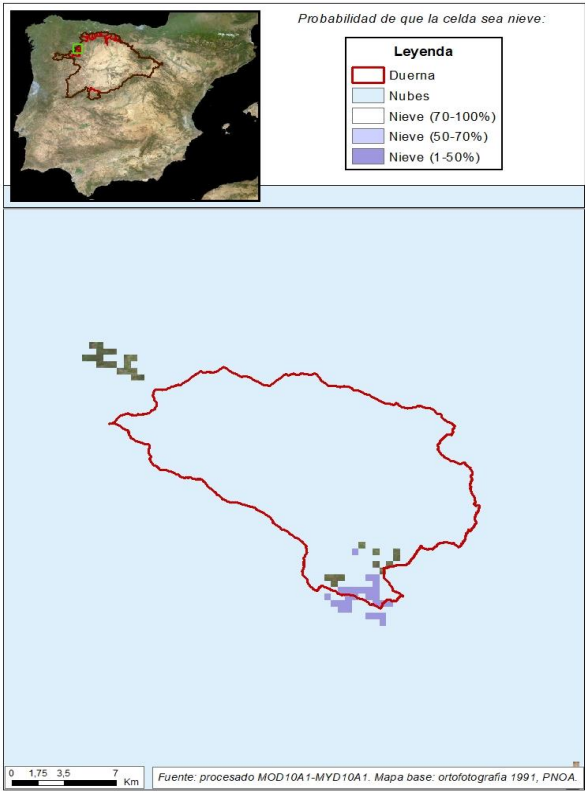 Probabilidad de que la celda sea nieve:
Leyenda
Duerna
Nubes
Nieve (70-100%)
Nieve (50-70%)
Nieve (1-50%)
0 1,75 3,5 7
Km
Fuente: procesado MOD10A1-MYD10A1. Mapa base: ortofotografia 1991, PNOA.